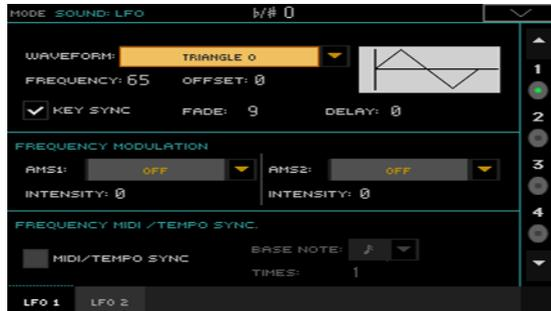 MODE SOUND: LFO ♭/# 0
WAVEFORM: TRIANGLE 0
FREQUENCY: 65 OFFSET: 0
KEY SYNC FADE: 9 DELAY: 0
FREQUENCY MODULATION
AMS1: OFF AMS2: OFF
INTENSITY: 0 INTENSITY: 0
FREQUENCY MIDI /TEMPO SYNC.
BASE NOTE: ♪
MIDI/TEMPO SYNC
TIMES: 1
LFO 1 LFO 2
1
2
3
4